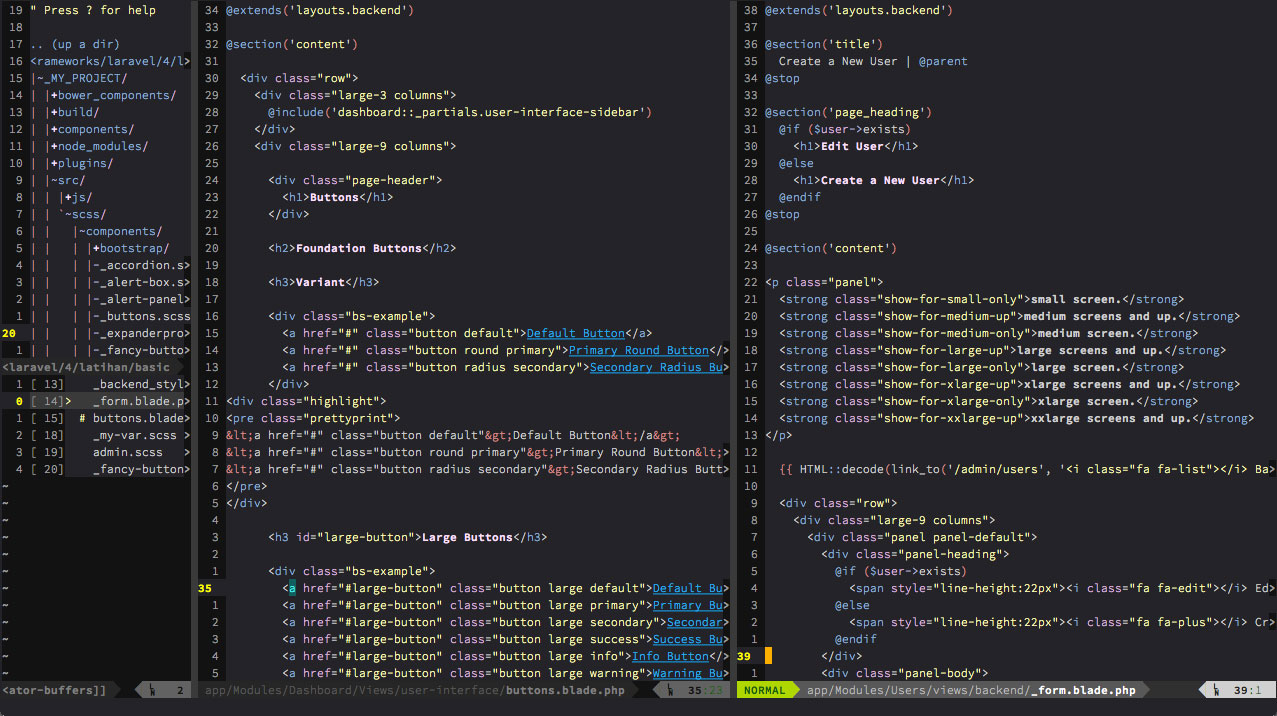 19 " Press ? for help
18
17 .. (up a dir)
16 <rameworks/laravel/4/l>
15 |~_MY_PROJECT/
14 | |+bower_components/
13 | |+build/
12 | |+components/
11 | |+node_modules/
10 | |+plugins/
9 | |~src/
8 | | |+js/
7 | | `~scss/
6 | |   |~components/
5 | |   | |+bootstrap/
4 | |   | |-_accordion.s>
3 | |   | |-_alert-box.s>
2 | |   | |-_alert-panel>
1 | |   | |-_buttons.scss
20 | |   | |-_expanderpro>
1 | |   | |-_fancy-butto>
<laravel/4/latihan/basic
1 [ 13]    _backend_styl>
0 [ 14]>   _form.blade.p>
1 [ 15]  # buttons.blade>
2 [ 18]    _my-var.scss >
3 [ 19]    admin.scss   >
4 [ 20]    _fancy-button>
~
~
~
~
~
~
~
~
~
~
~
~
<ator-buffers]] 2
34 @extends('layouts.backend')
33
32 @section('content')
31
30   <div class="row">
29     <div class="large-3 columns">
28       @include('dashboard::_partials.user-interface-sidebar')
27     </div>
26     <div class="large-9 columns">
25
24       <div class="page-header">
23         <h1>Buttons</h1>
22       </div>
21
20       <h2>Foundation Buttons</h2>
19
18       <h3>Variant</h3>
17
16       <div class="bs-example">
15         <a href="#" class="button default">Default Button</a>
14         <a href="#" class="button round primary">Primary Round Button</>
13         <a href="#" class="button radius secondary">Secondary Radius Bu>
12       </div>
11 <div class="highlight">
10 <pre class="prettyprint">
9 &lt;a href="#" class="button default"&gt;Default Button&lt;/a&gt;
8 &lt;a href="#" class="button round primary"&gt;Primary Round Button&lt;>
7 &lt;a href="#" class="button radius secondary"&gt;Secondary Radius Butt>
6 </pre>
5 </div>
4
3       <h3 id="large-button">Large Buttons</h3>
2
1       <div class="bs-example">
35         <a href="#large-button" class="button large default">Default Bu>
1         <a href="#large-button" class="button large primary">Primary Bu>
2         <a href="#large-button" class="button large secondary">Secondar>
3         <a href="#large-button" class="button large success">Success Bu>
4         <a href="#large-button" class="button large info">Info Button</>
5         <a href="#large-button" class="button large warning">Warning Bu>
app/Modules/Dashboard/Views/user-interface/buttons.blade.php 35:23
38 @extends('layouts.backend')
37
36 @section('title')
35   Create a New User | @parent
34 @stop
33
32 @section('page_heading')
31   @if ($user->exists)
30     <h1>Edit User</h1>
29   @else
28     <h1>Create a New User</h1>
27   @endif
26 @stop
25
24 @section('content')
23
22 <p class="panel">
21   <strong class="show-for-small-only">small screen.</strong>
20   <strong class="show-for-medium-up">medium screens and up.</strong>
19   <strong class="show-for-medium-only">medium screen.</strong>
18   <strong class="show-for-large-up">large screens and up.</strong>
17   <strong class="show-for-large-only">large screen.</strong>
16   <strong class="show-for-xlarge-up">xlarge screens and up.</strong>
15   <strong class="show-for-xlarge-only">xlarge screen.</strong>
14   <strong class="show-for-xxlarge-up">xxlarge screens and up.</strong>
13 </p>
12
11   {{ HTML::decode(link_to('/admin/users', '<i class="fa fa-list"></i> Ba>
10
9   <div class="row">
8     <div class="large-9 columns">
7       <div class="panel panel-default">
6         <div class="panel-heading">
5           @if ($user->exists)
4             <span style="line-height:22px"><i class="fa fa-edit"></i> Ed>
3           @else
2             <span style="line-height:22px"><i class="fa fa-plus"></i> Cr>
1           @endif
39         </div>
1         <div class="panel-body">
NORMAL app/Modules/Users/views/backend/_form.blade.php 39:1